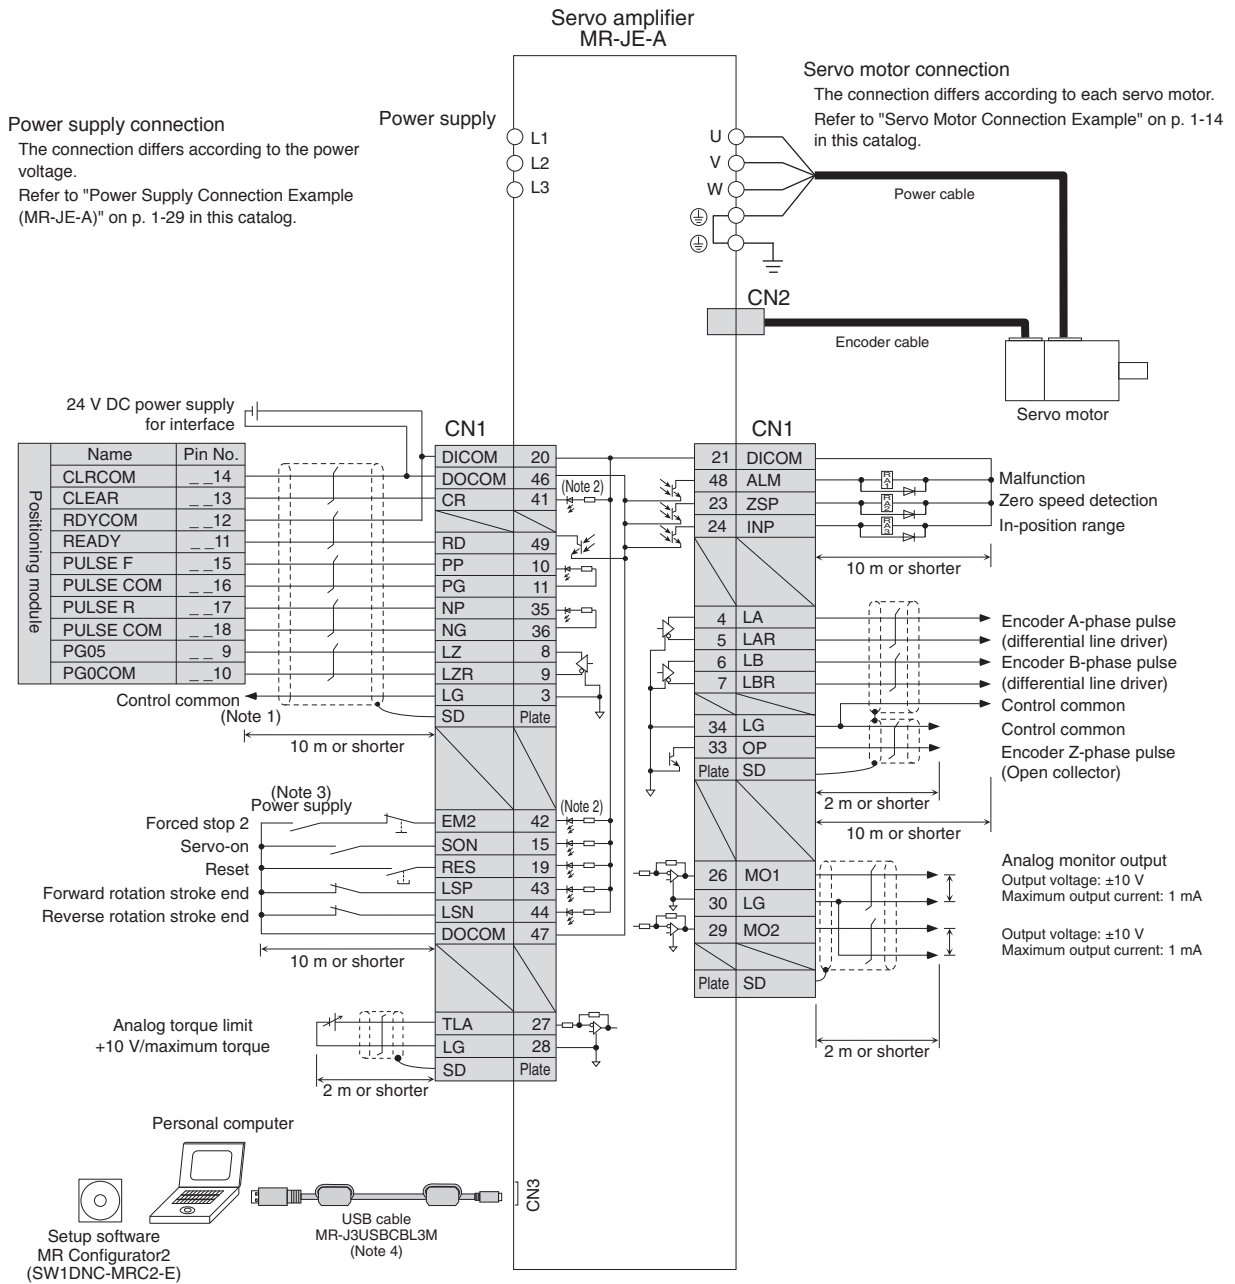 Servo amplifier
MR-JE-A
Servo motor connection
The connection differs according to each servo motor.
Refer to "Servo Motor Connection Example" on p. 1-14
in this catalog.
Power supply connection
The connection differs according to the power
voltage.
Refer to "Power Supply Connection Example
(MR-JE-A)" on p. 1-29 in this catalog.
Power supply
L1
L2
L3
U
V
W
Power cable
CN2
Encoder cable
Servo motor
24 V DC power supply
for interface
CN1
Positioning module
Name Pin No.
CLRCOM _ _14
CLEAR _ _13
RDYCOM _ _12
READY _ _11
PULSE F _ _15
PULSE COM _ _16
PULSE R _ _17
PULSE COM _ _18
PG05 _ _ 9
PG0COM _ _10
Control common
(Note 1)
10 m or shorter
DICOM 20
DOCOM 46
CR 41
(Note 2)
RD 49
PP 10
PG 11
NP 35
NG 36
LZ 8
LZR 9
LG 3
SD Plate
(Note 3)
Power supply
Forced stop 2
Servo-on
Reset
Forward rotation stroke end
Reverse rotation stroke end
10 m or shorter
EM2 42
(Note 2)
SON 15
RES 19
LSP 43
LSN 44
DOCOM 47
Analog torque limit
+10 V/maximum torque
2 m or shorter
TLA 27
LG 28
SD Plate
CN1
21 DICOM
48 ALM
23 ZSP
24 INP
RA1
RA2
RA3
Malfunction
Zero speed detection
In-position range
10 m or shorter
4 LA
5 LAR
6 LB
7 LBR
34 LG
33 OP
Plate SD
Encoder A-phase pulse
(differential line driver)
Encoder B-phase pulse
(differential line driver)
Control common
Control common
Encoder Z-phase pulse
(Open collector)
2 m or shorter
10 m or shorter
26 MO1
30 LG
29 MO2
Plate SD
Analog monitor output
Output voltage: ±10 V
Maximum output current: 1 mA
Output voltage: ±10 V
Maximum output current: 1 mA
2 m or shorter
Personal computer
CN3
USB cable
MR-J3USBCBL3M
(Note 4)
Setup software
MR Configurator2
(SW1DNC-MRC2-E)